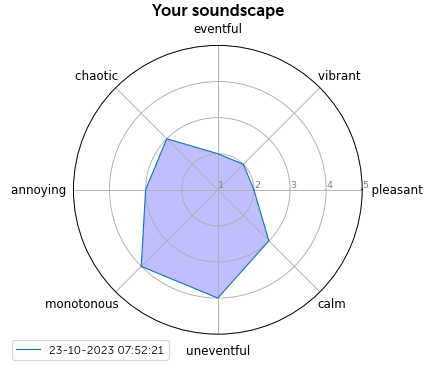 Your soundscape
eventful
chaotic
vibrant
annoying
1 2 3 4 5
pleasant
monotonous
calm
uneventful
23-10-2023 07:52:21